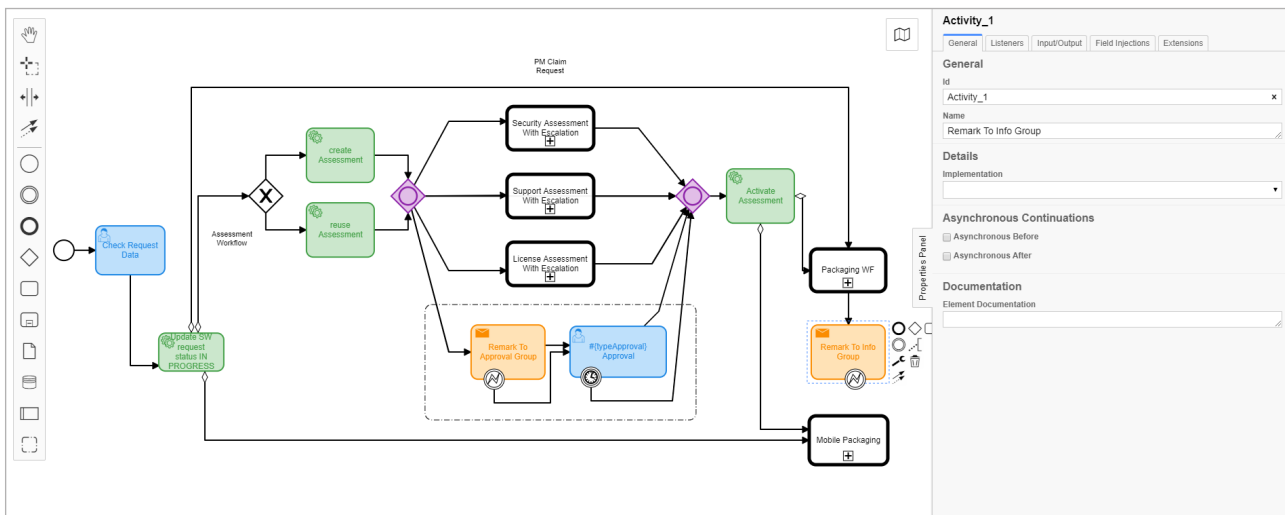 PM Claim
Request
Security Assessment
With Escalation
create
Assessment
Support Assessment
With Escalation
Activate
Assessment
X
reuse
Assessment
Assessment
Workflow
Check Request
Data
License Assessment
With Escalation
Packaging WF
Update SW
request
status IN
PROGRESS
Remark To
Approval Group
#{typeApproval}
Approval
Remark To Info
Group
Mobile Packaging
Properties Panel
Activity_1
General
Listeners
Input/Output
Field Injections
Extensions
General
Id
Activity_1
x
Name
Remark To Info Group
Details
Implementation
Asynchronous Continuations
Asynchronous Before
Asynchronous After
Documentation
Element Documentation